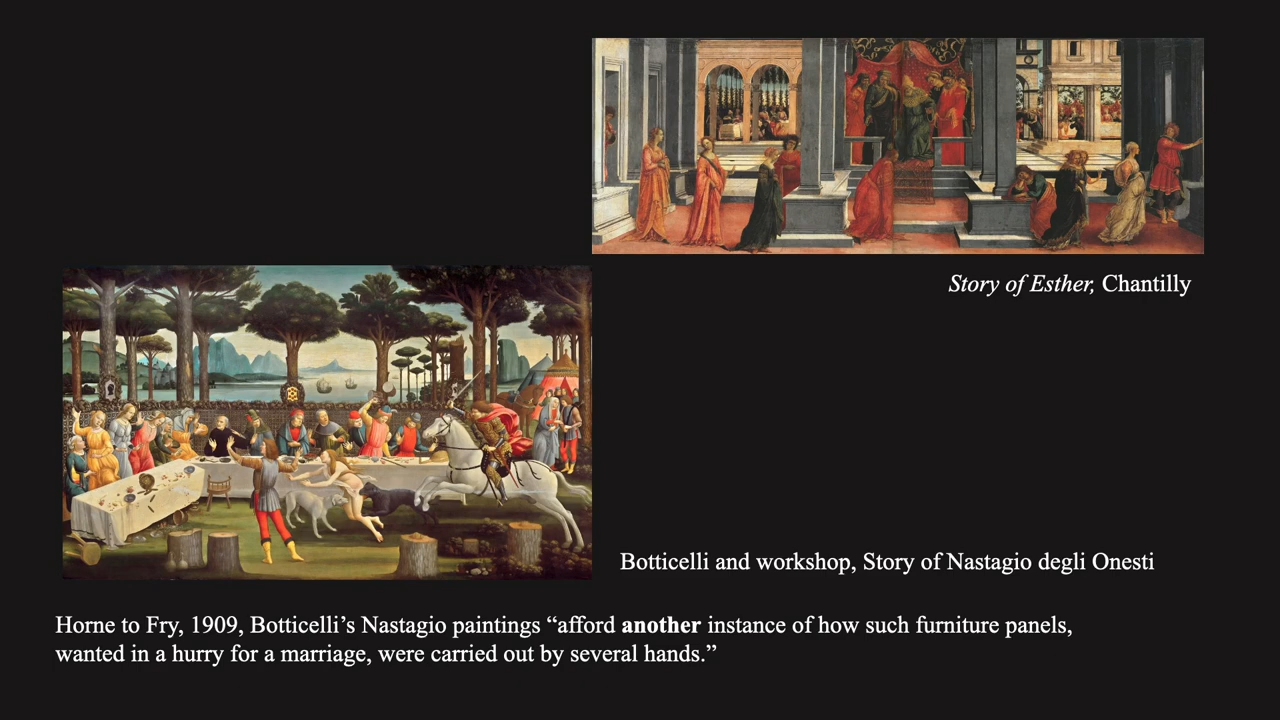 Story of Esther, Chantilly
Botticelli and workshop, Story of Nastagio degli Onesti
Horne to Fry, 1909, Botticelli’s Nastagio paintings “afford another instance of how such furniture panels,
wanted in a hurry for a marriage, were carried out by several hands.”